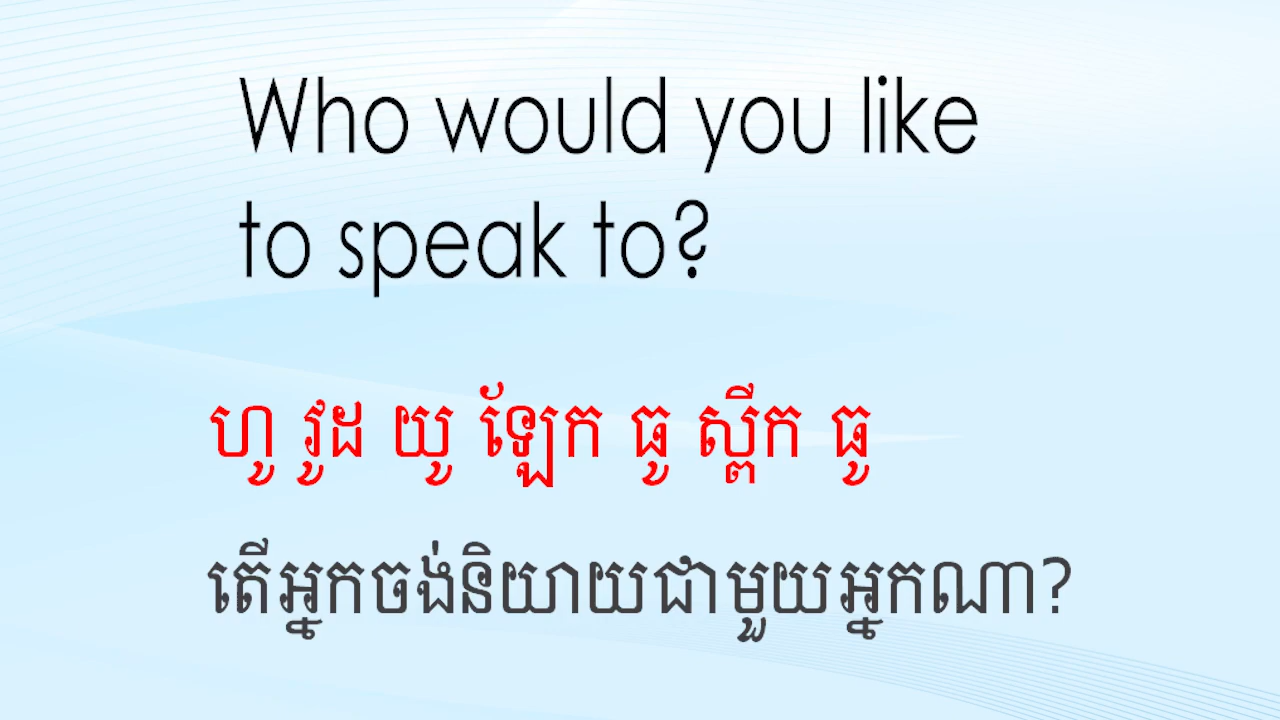 Who would you like
to speak to?
ហូ វូដ យូ ឡៃក ធូ ស្ពីក ធូ
តើអ្នកចង់និយាយជាមួយអ្នកណា?